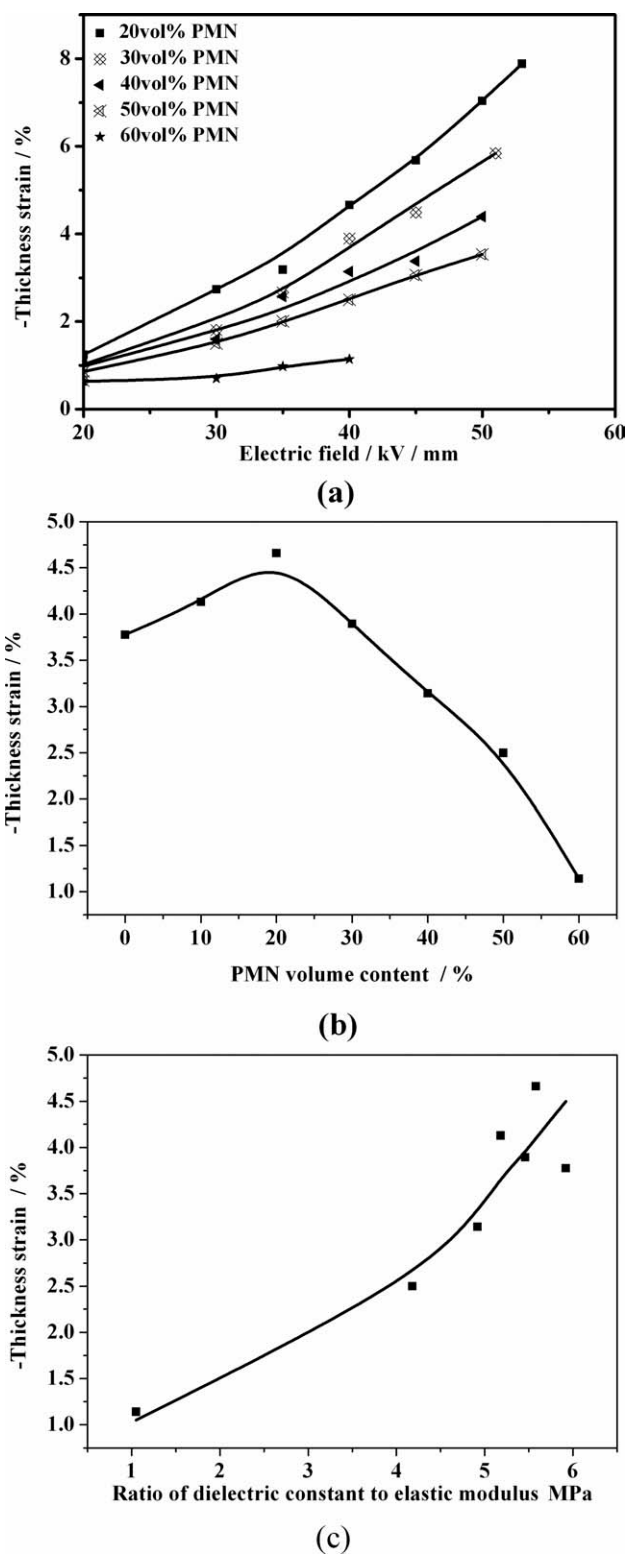 20vol% PMN
30vol% PMN
40vol% PMN
50vol% PMN
60vol% PMN
-Thickness strain / %
8
6
4
2
0
20 30 40 50 60
Electric field / kV / mm
(a)
-Thickness strain / %
5.0
4.5
4.0
3.5
3.0
2.5
2.0
1.5
1.0
0 10 20 30 40 50 60
PMN volume content / %
(b)
-Thickness strain / %
5.0
4.5
4.0
3.5
3.0
2.5
2.0
1.5
1.0
1 2 3 4 5 6
Ratio of dielectric constant to elastic modulus MPa
(c)